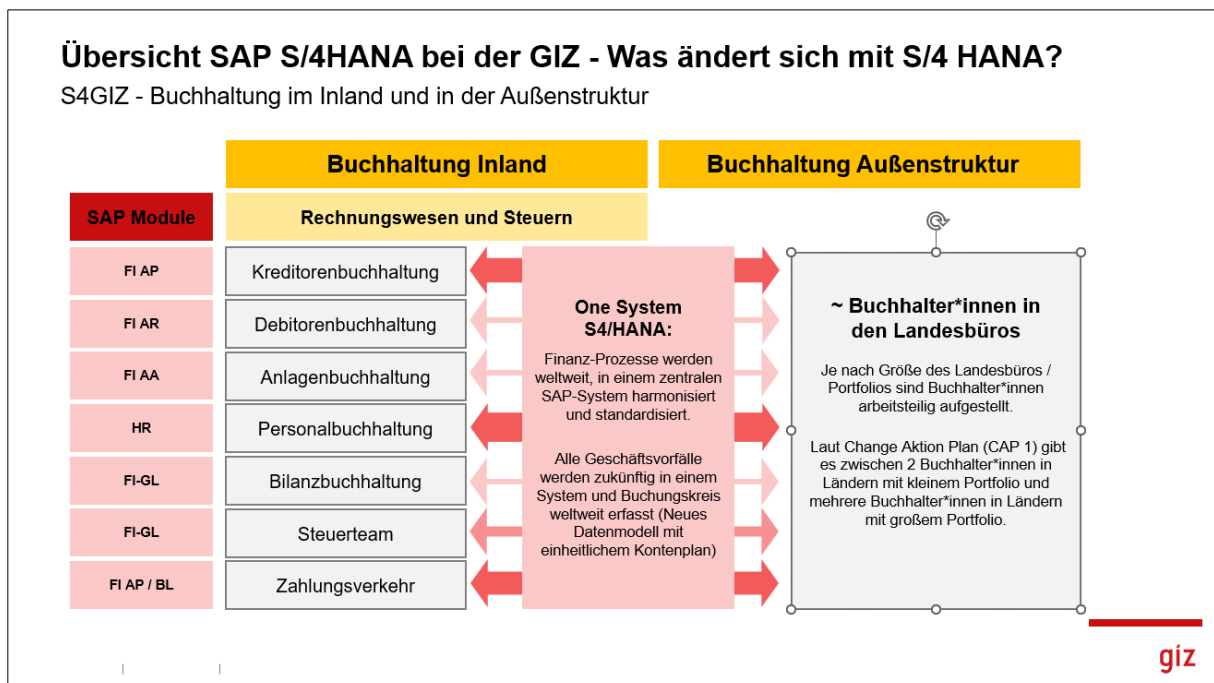 Übersicht SAP S/4HANA bei der GIZ - Was ändert sich mit S/4 HANA?
S4GIZ - Buchhaltung im Inland und in der Außenstruktur
Buchhaltung Inland
Buchhaltung Außenstruktur
SAP Module
Rechnungswesen und Steuern
FI AP
Kreditorenbuchhaltung
FI AR
Debitorenbuchhaltung
FI AA
Anlagenbuchhaltung
HR
Personalbuchhaltung
FI-GL
Bilanzbuchhaltung
FI-GL
Steuerteam
FI AP / BL
Zahlungsverkehr
One System
S4/HANA:
Finanz-Prozesse werden
weltweit, in einem zentralen
SAP-System harmonisiert
und standardisiert.
Alle Geschäftsvorfälle
werden zukünftig in einem
System und Buchungskreis
weltweit erfasst (Neues
Datenmodell mit
einheitlichem Kontenplan)
~ Buchhalter*innen in
den Landesbüros
Je nach Größe des Landesbüros /
Portfolios sind Buchhalter*innen
arbeitsteilig aufgestellt.
Laut Change Aktion Plan (CAP 1) gibt
es zwischen 2 Buchhalter*innen in
Ländern mit kleinem Portfolio und
mehrere Buchhalter*innen in Ländern
mit großem Portfolio.
giz